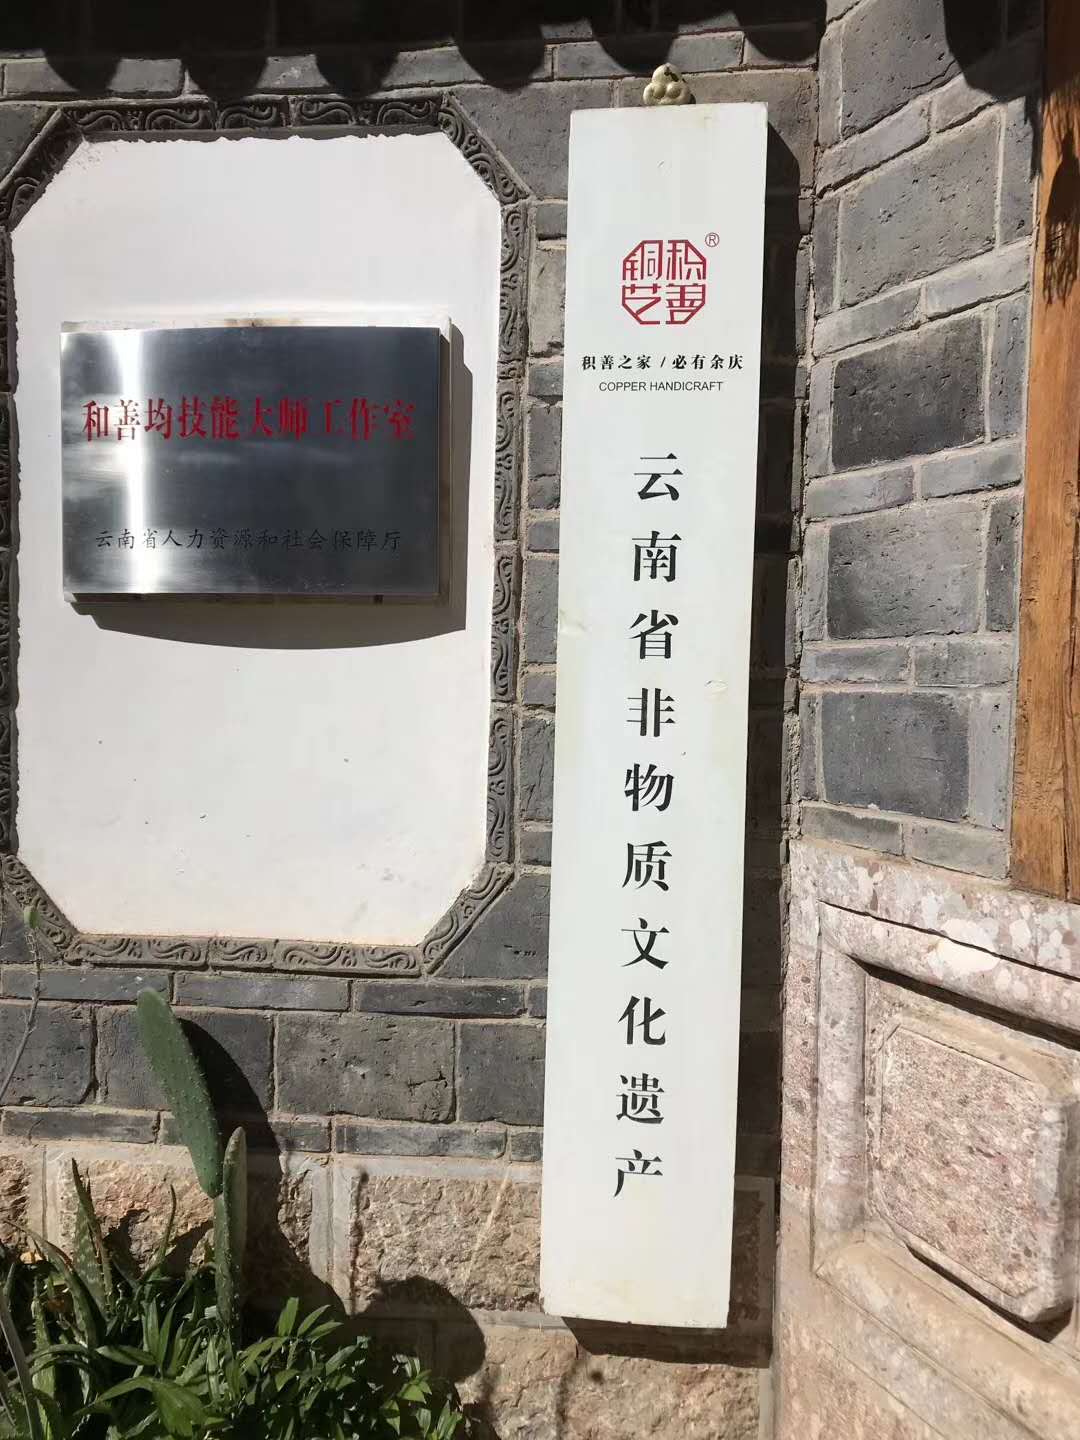 和善均技能大师工作室
云南省人力资源和社会保障厅
积善铜艺®
积善之家 / 必有余庆
COPPER HANDICRAFT
云南省非物质文化遗产